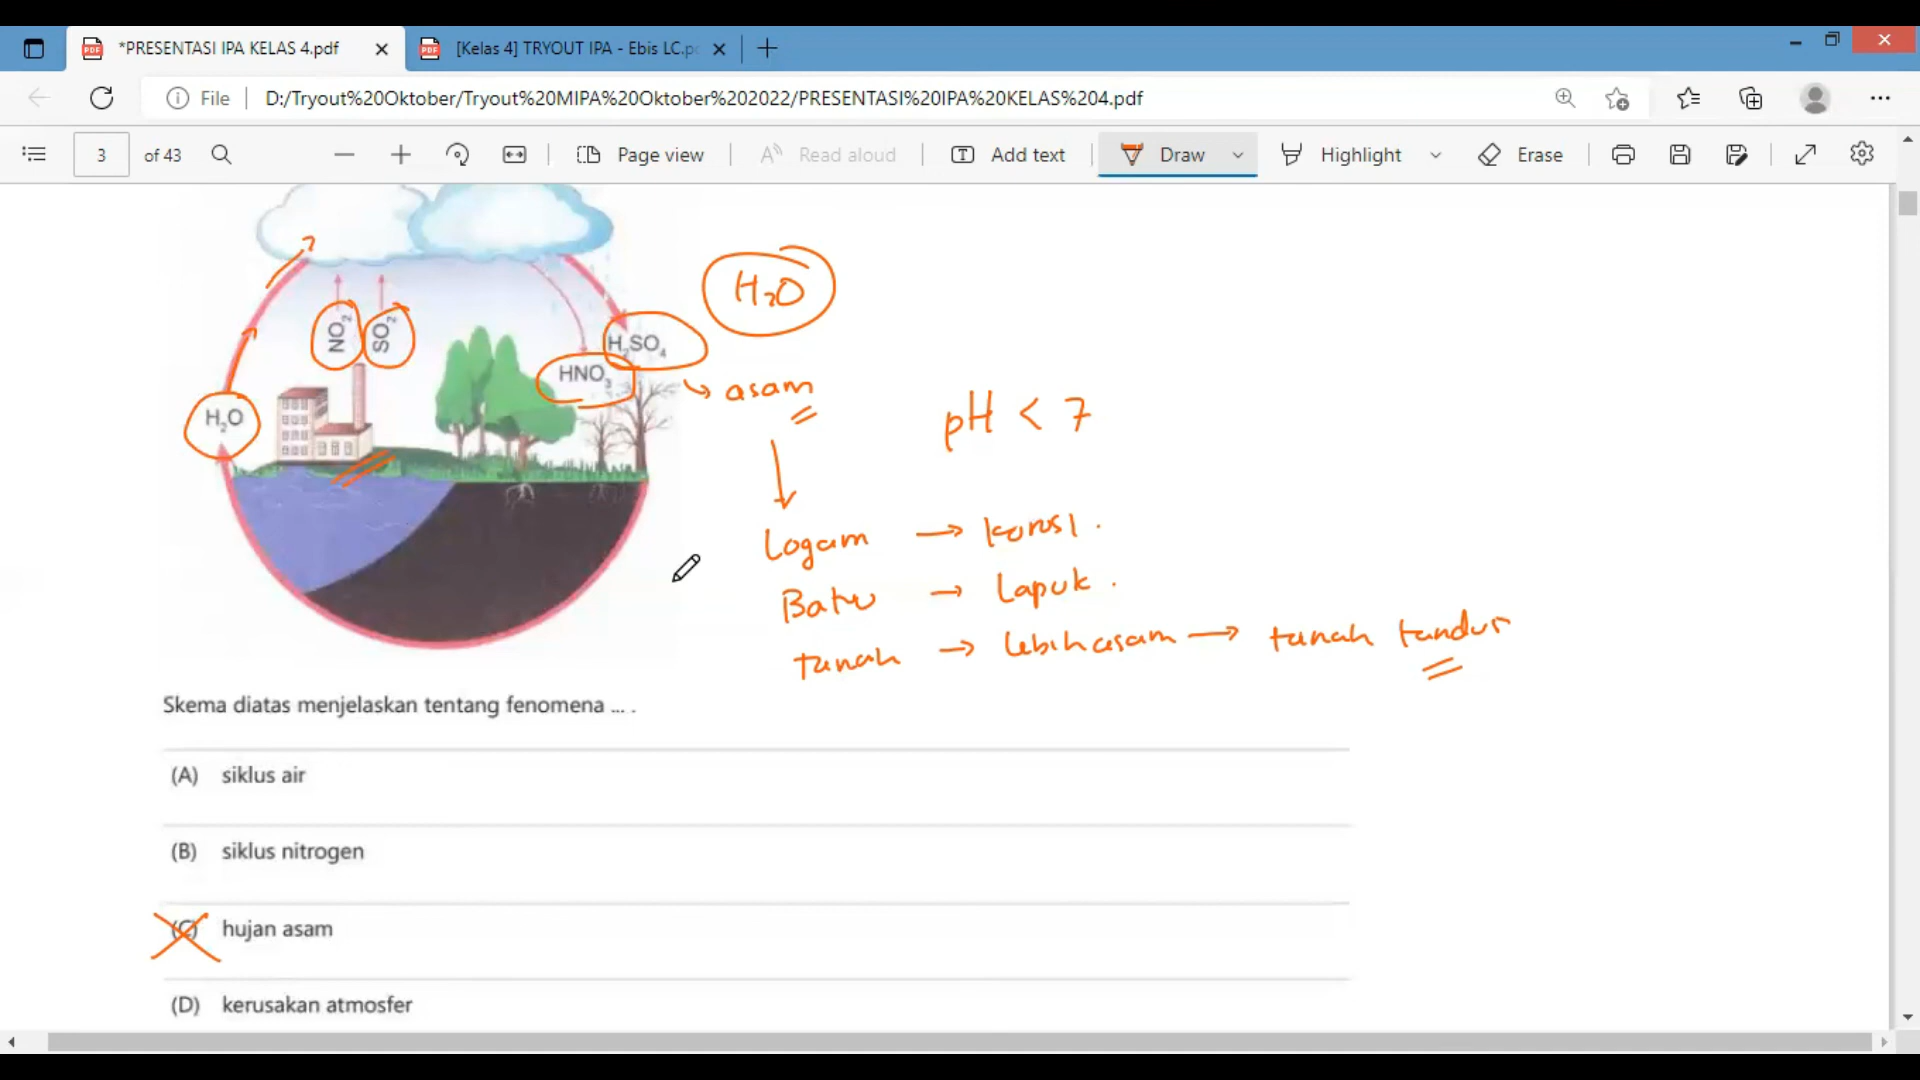 *PRESENTASI IPA KELAS 4.pdf
[Kelas 4] TRYOUT IPA - Ebis LC.pd
File D:/Tryout%20Oktober/Tryout%20MIPA%20Oktober%202022/PRESENTASI%20IPA%20KELAS%204.pdf
3 of 43 Page view Read aloud Add text Draw Highlight Erase
H₂O
NO₂ SO₂
H₂SO₄
HNO₃
asam
pH < 7
H₂O
Logam → korosi.
Batu → Lapuk.
tanah → lebih asam → tanah tandus
Skema diatas menjelaskan tentang fenomena ... .
(A) siklus air
(B) siklus nitrogen
(C) hujan asam
(D) kerusakan atmosfer